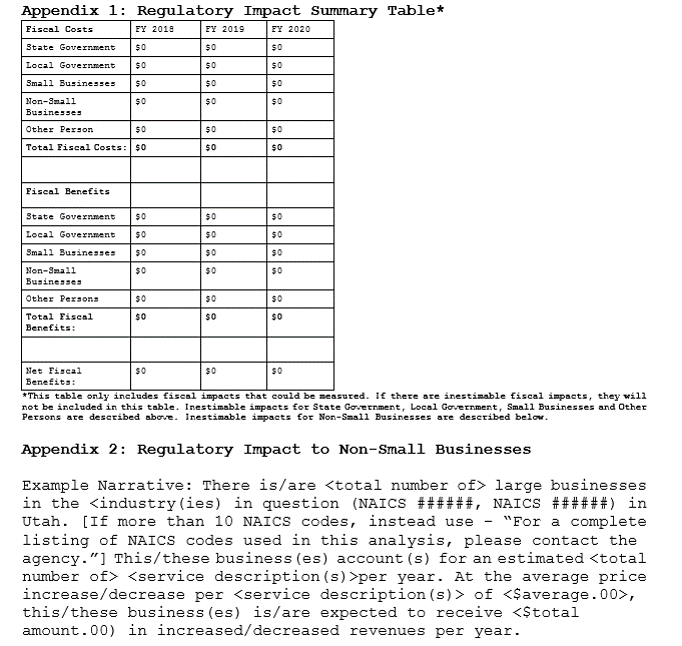 Appendix 1: Regulatory Impact Summary Table*
Fiscal Costs FY 2018 FY 2019 FY 2020
State Government $0 $0 $0
Local Government $0 $0 $0
Small Businesses $0 $0 $0
Non-Small $0 $0 $0
Businesses
Other Person $0 $0 $0
Total Fiscal Costs: $0 $0 $0
Fiscal Benefits
State Government $0 $0 $0
Local Government $0 $0 $0
Small Businesses $0 $0 $0
Non-Small $0 $0 $0
Businesses
Other Persons $0 $0 $0
Total Fiscal $0 $0 $0
Benefits:
Net Fiscal $0 $0 $0
Benefits:
*This table only includes fiscal impacts that could be measured. If there are inestimable fiscal impacts, they will
not be included in this table. Inestimable impacts for State Government, Local Government, Small Businesses and Other
Persons are described above. Inestimable impacts for Non-Small Businesses are described below.
Appendix 2: Regulatory Impact to Non-Small Businesses
Example Narrative: There is/are <total number of> large businesses
in the <industry(ies) in question (NAICS ######, NAICS ######) in
Utah. [If more than 10 NAICS codes, instead use - “For a complete
listing of NAICS codes used in this analysis, please contact the
agency.”] This/these business(es) account(s) for an estimated <total
number of> <service description(s)>per year. At the average price
increase/decrease per <service description(s)> of <$average.00>,
this/these business(es) is/are expected to receive <$total
amount.00) in increased/decreased revenues per year.